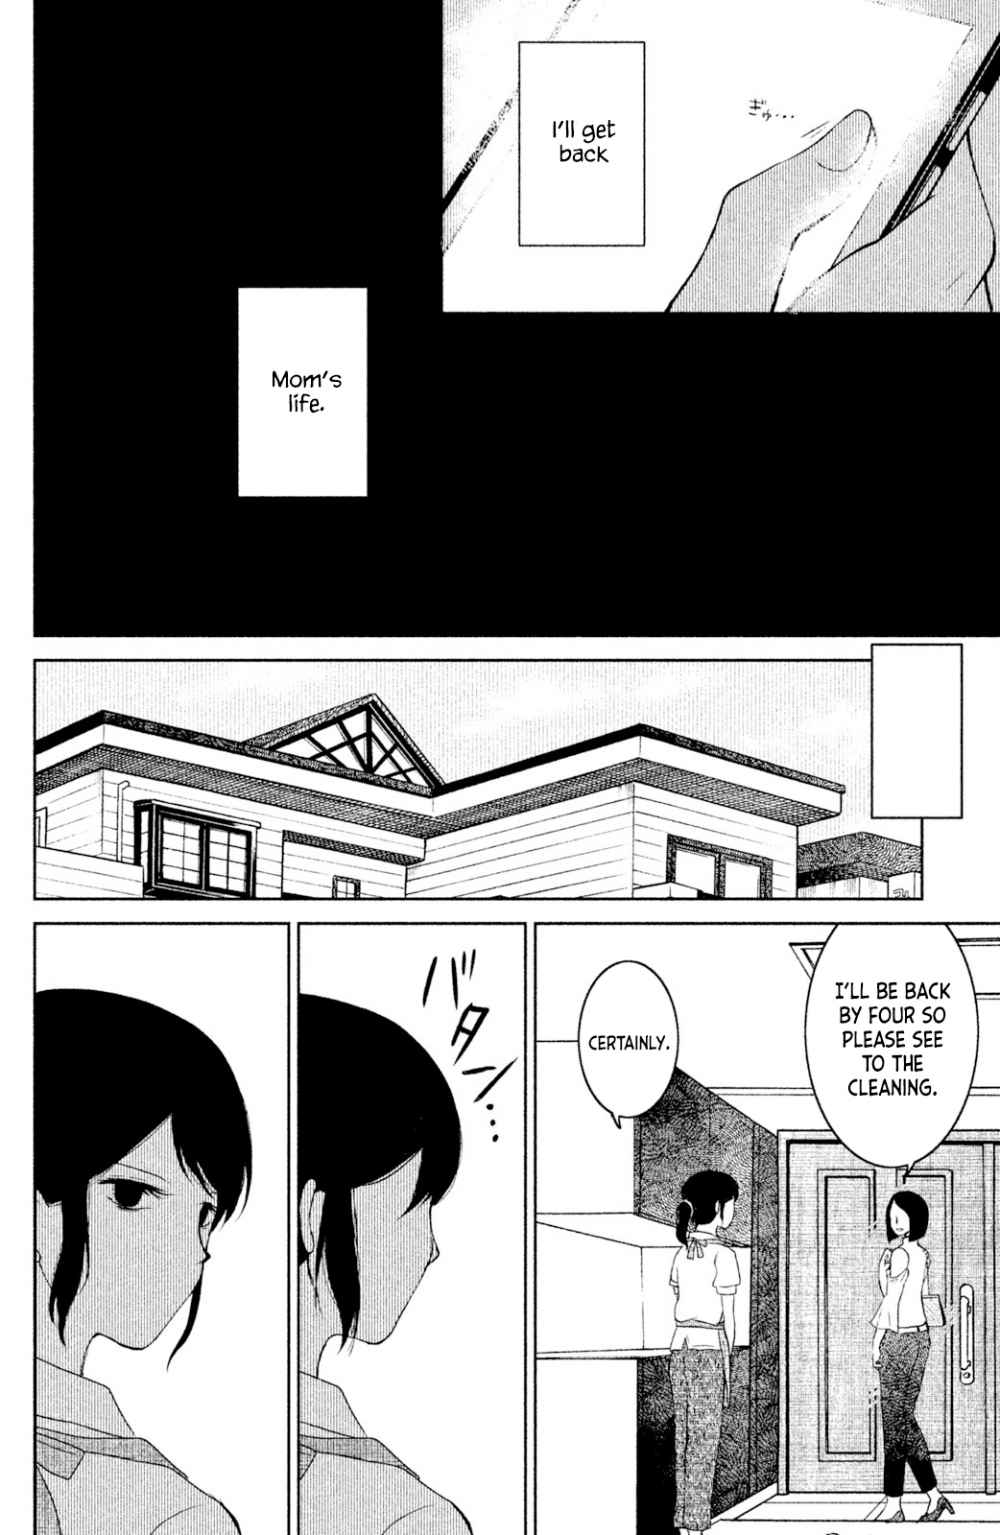 I'll get
back
ぎゅ...
Mom's
life.
I'LL BE BACK
BY FOUR SO
PLEASE SEE
TO THE
CLEANING.
CERTAINLY.
バタン...